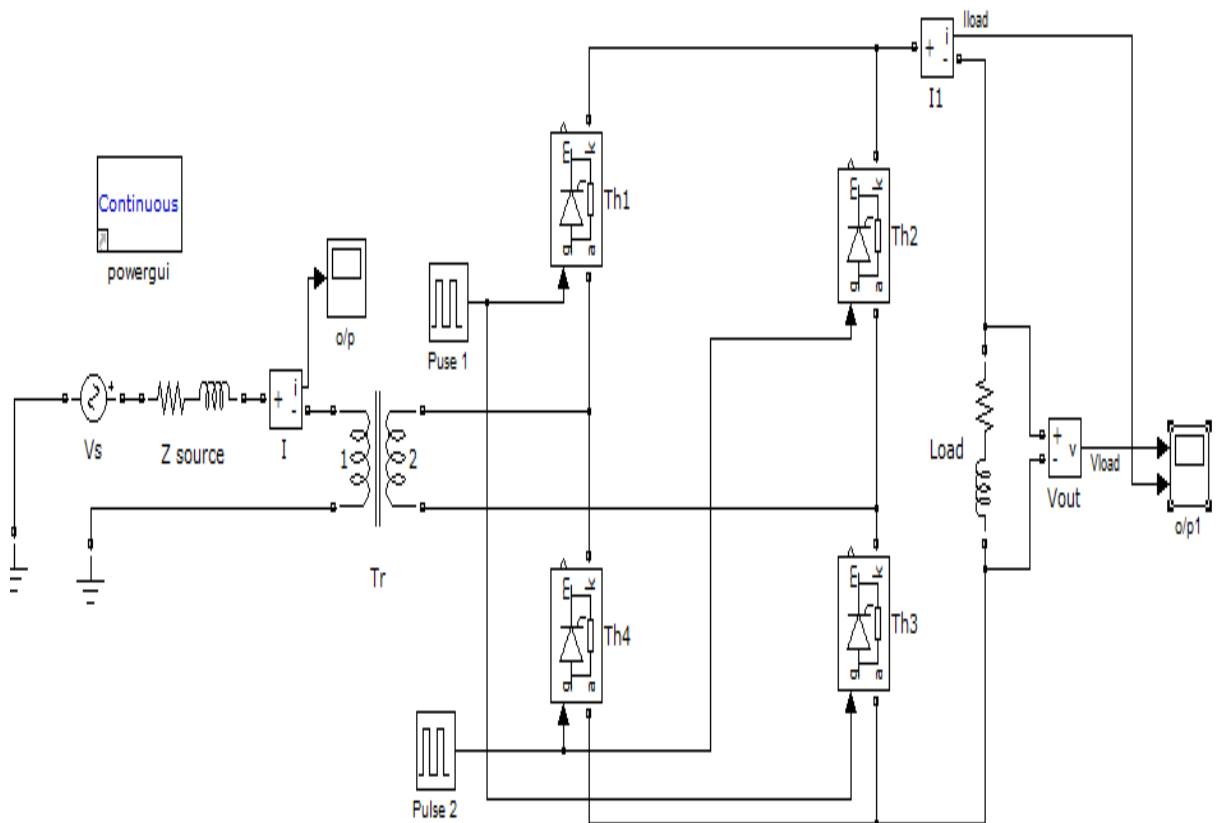 Iload
i
+
-
I1
m
k
g
a
Th1
m
k
g
a
Th2
Continuous
powergui
o/p
Puse 1
+
Vs
Z source
+
i
-
I
1
2
Tr
Load
+
-
v
Vload
Vout
o/p1
m
k
g
a
Th4
m
k
g
a
Th3
Pulse 2